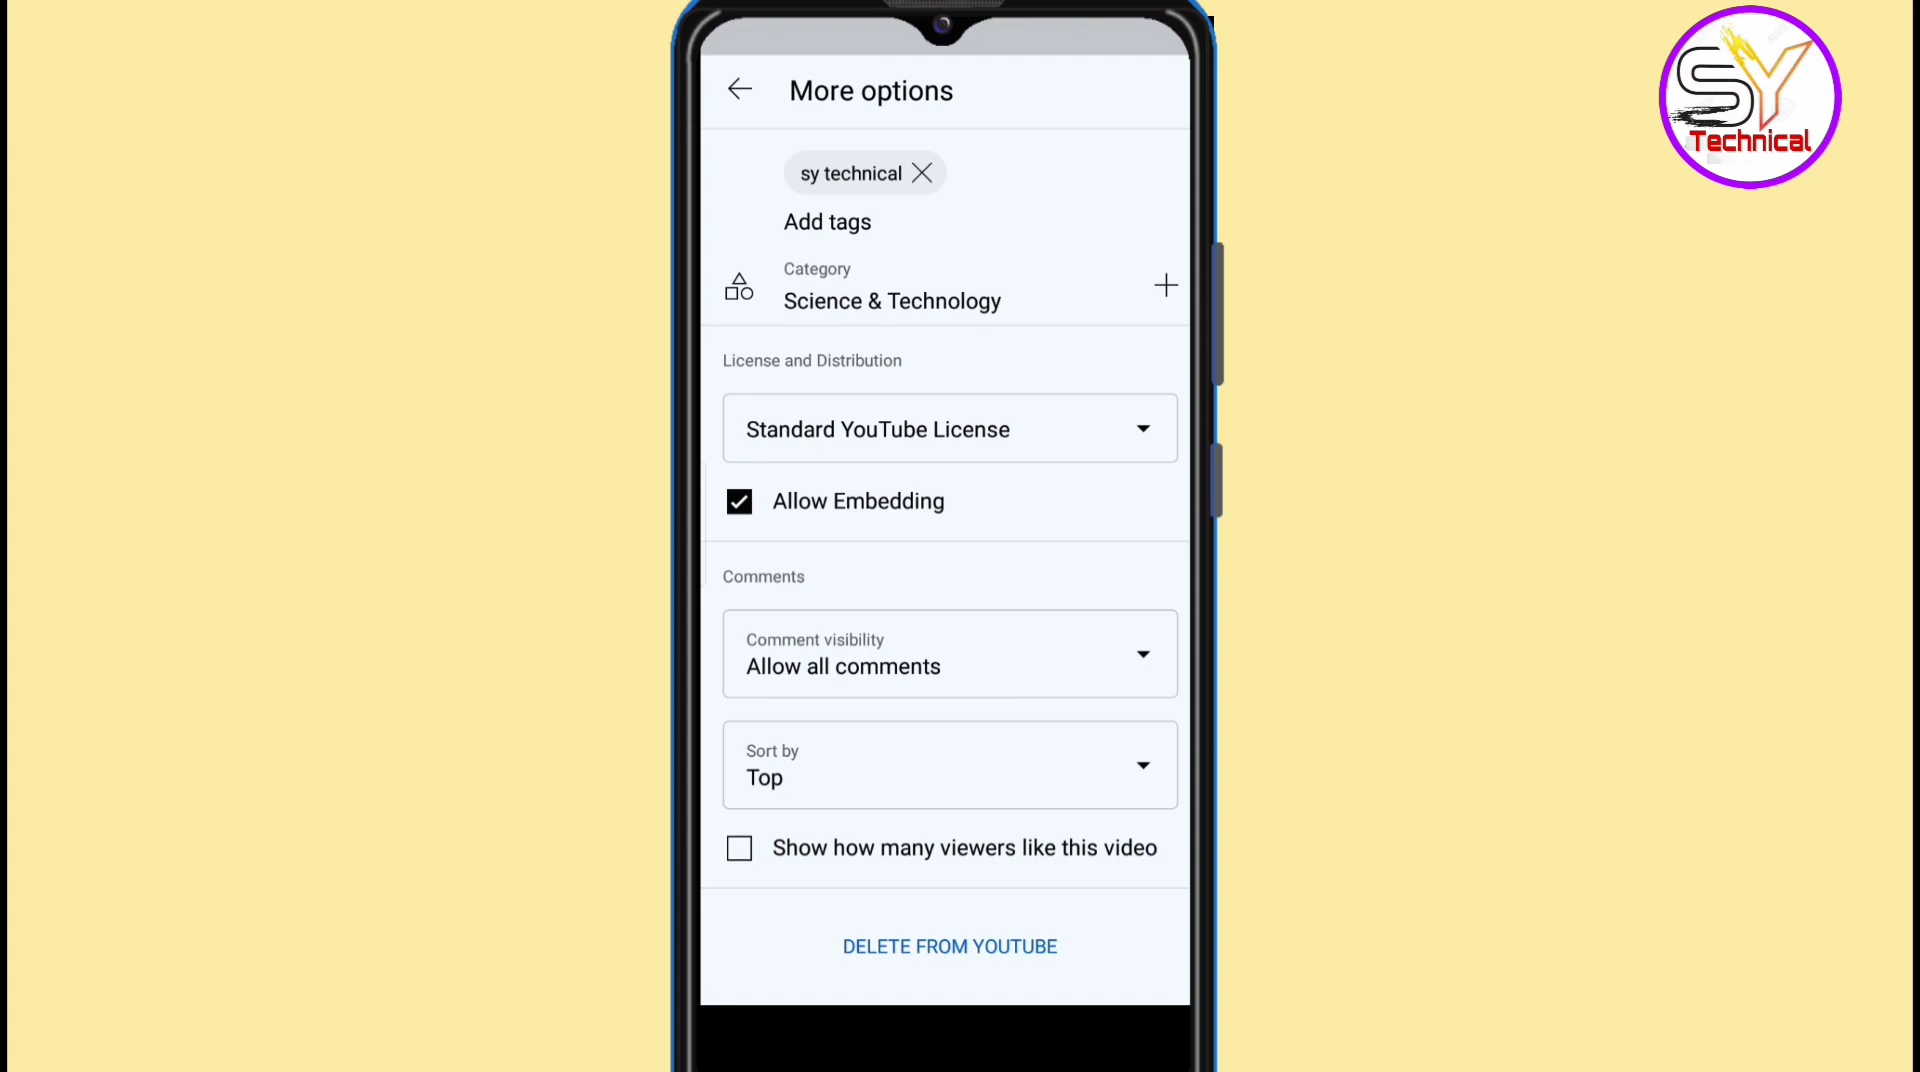 More options
SY
Technical
sy technical
Add tags
Category
Science & Technology
License and Distribution
Standard YouTube License
Allow Embedding
Comments
Comment visibility
Allow all comments
Sort by
Top
Show how many viewers like this video
DELETE FROM YOUTUBE